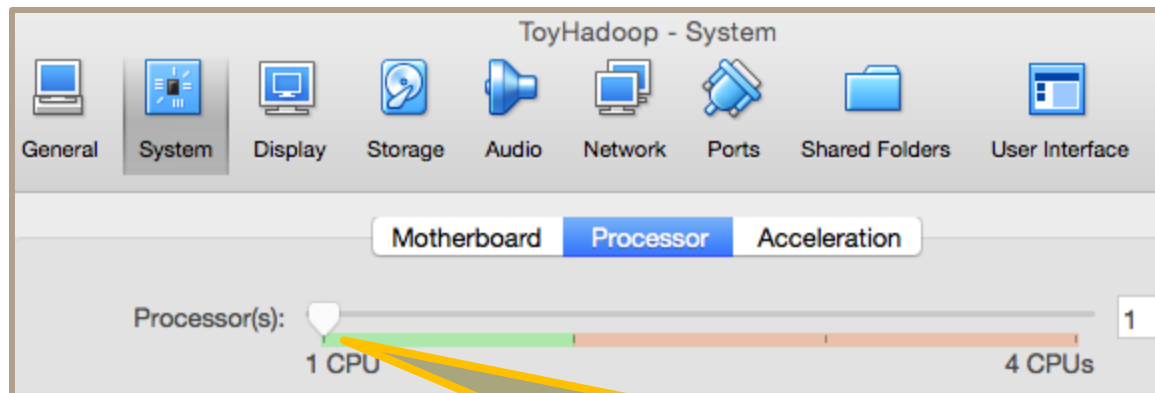 ToyHadoop - System
General System Display Storage Audio Network Ports Shared Folders User Interface
Motherboard Processor Acceleration
Processor(s): 1
1 CPU 4 CPUs